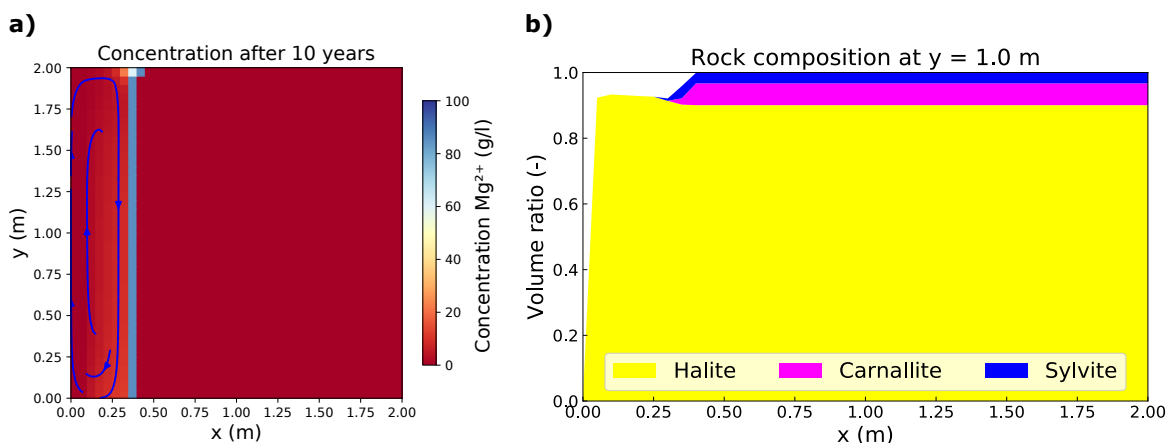 a)
Concentration after 10 years
2.00
1.75
1.50
1.25
1.00
0.75
0.50
0.25
0.00
y (m)
0.00 0.25 0.50 0.75 1.00 1.25 1.50 1.75 2.00
x (m)
100
80
60
40
20
0
Concentration Mg²⁺ (g/l)
b)
Rock composition at y = 1.0 m
1.0
0.8
0.6
0.4
0.2
0.0
Volume ratio (-)
Halite Carnallite Sylvite
0.00 0.25 0.50 0.75 1.00 1.25 1.50 1.75 2.00
x (m)